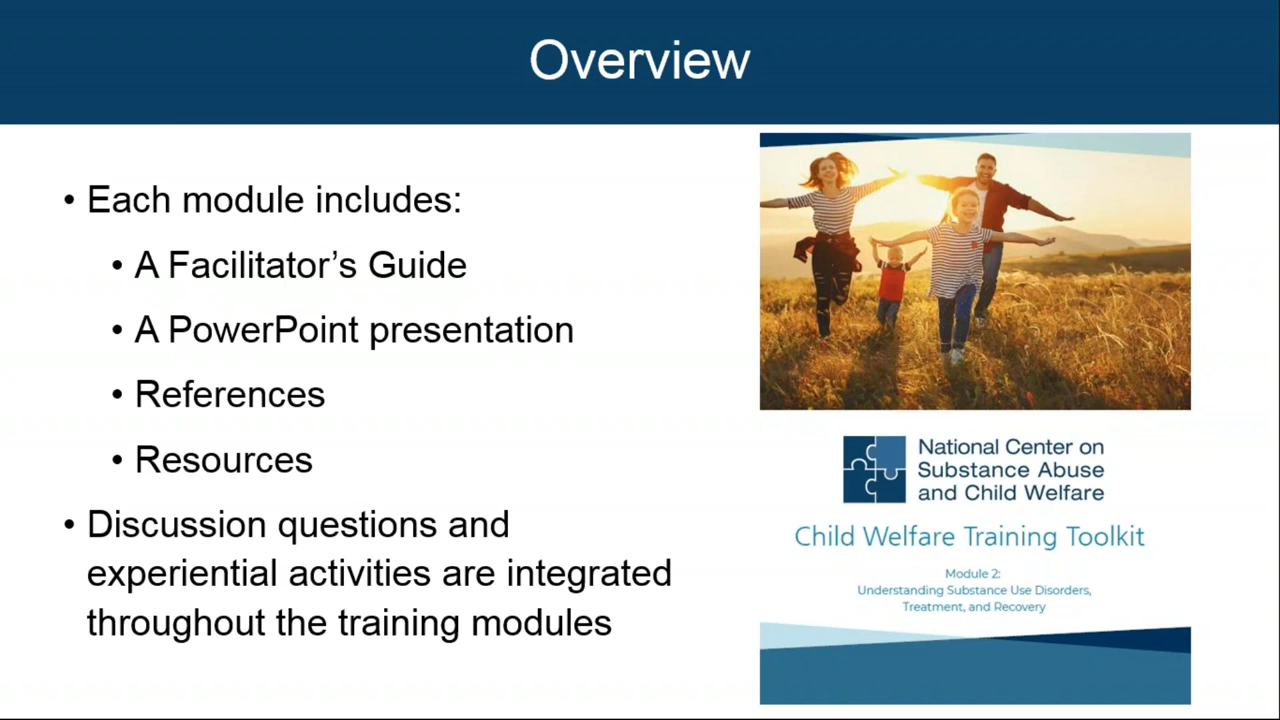 Overview
• Each module includes:
• A Facilitator’s Guide
• A PowerPoint presentation
• References
• Resources
• Discussion questions and
experiential activities are integrated
throughout the training modules
National Center on
Substance Abuse
and Child Welfare
Child Welfare Training Toolkit
Module 2:
Understanding Substance Use Disorders,
Treatment, and Recovery